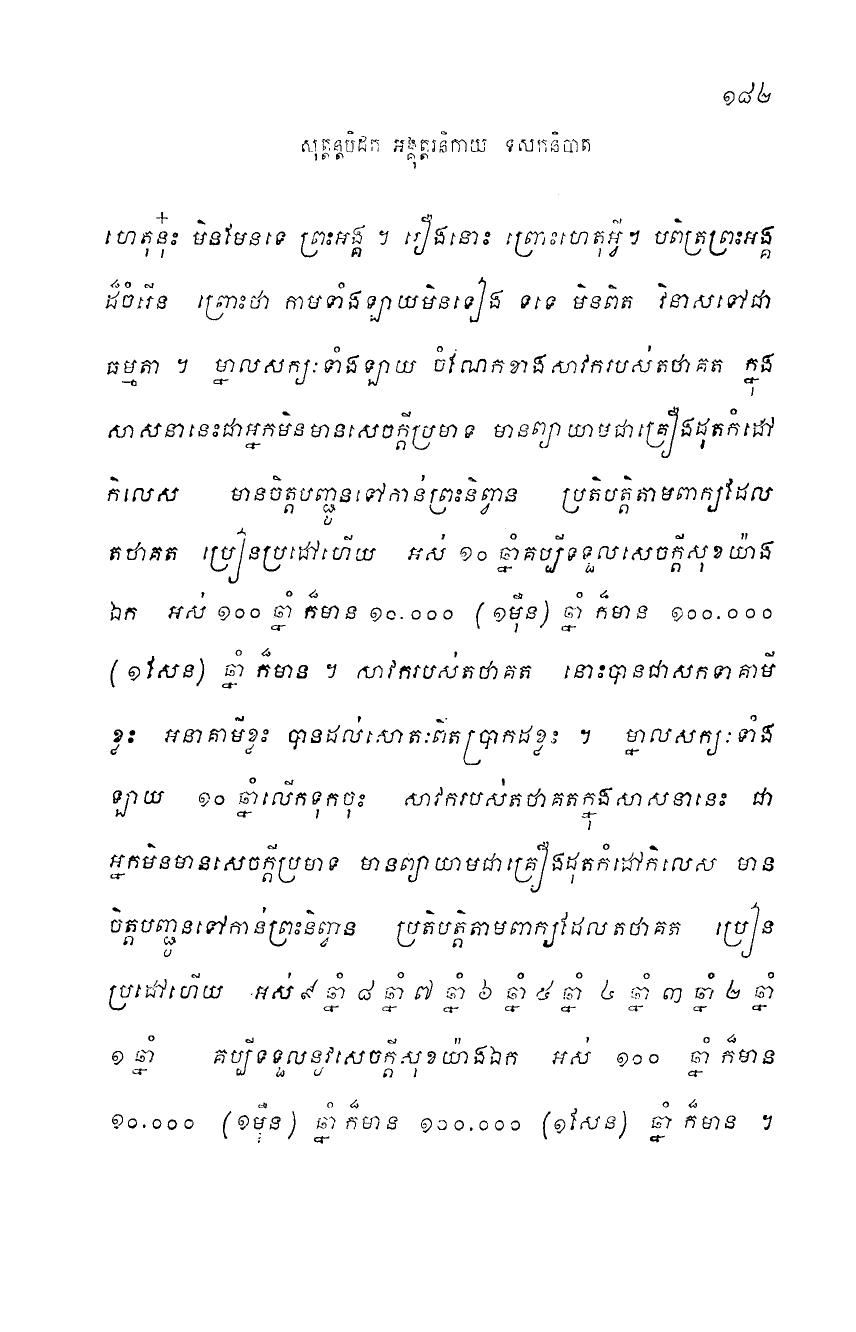 ១៨២
សុត្តន្តបិដក អង្គុត្តរនិកាយ ទសកនិបាត
ហេតុនុ៎ះ មិនមែនទេ ព្រះអង្គ ។ រឿងនោះ ព្រោះហេតុអ្វី ។ បពិត្រព្រះអង្គ
ដ៏ចំរើន ព្រោះថា កាមទាំងឡាយមិនទៀង ទទេ មិនពិត វិនាសទៅជា
ធម្មតា ។ ម្នាលសក្យៈទាំងឡាយ ចំណែកខាងសាវករបស់តថាគត ក្នុង
សាសនានេះជាអ្នកមិនមានសេចក្តីប្រមាទ មានព្យាយាមជាគ្រឿងដុតកំដៅ
កិលេស មានចិត្តបញ្ជូនទៅកាន់ព្រះនិព្វាន ប្រតិបត្តិតាមពាក្យដែល
តថាគត ប្រៀនប្រដៅហើយ អស់ ១០ ឆ្នាំគប្បីទទួលសេចក្តីសុខយ៉ាង
ឯក អស់ ១០០ ឆ្នាំ ក៏មាន ១០.០០០ (១ម៉ឺន) ឆ្នាំ ក៏មាន ១០០.០០០
(១សែន) ឆ្នាំ ក៏មាន ។ សាវករបស់តថាគត នោះបានជាសកទាគាមី
ខ្លះ អនាគាមីខ្លះ បានដល់សោតៈពិតប្រាកដខ្លះ ។ ម្នាលសក្យៈទាំង
ឡាយ ១០ ឆ្នាំលើកទុកចុះ សាវករបស់តថាគតក្នុងសាសនានេះ ជា
អ្នកមិនមានសេចក្តីប្រមាទ មានព្យាយាមជាគ្រឿងដុតកំដៅកិលេស មាន
ចិត្តបញ្ជូនទៅកាន់ព្រះនិព្វាន ប្រតិបត្តិតាមពាក្យដែលតថាគត ប្រៀន
ប្រដៅហើយ អស់ ៩ ឆ្នាំ ៨ ឆ្នាំ ៧ ឆ្នាំ ៦ ឆ្នាំ ៥ ឆ្នាំ ៤ ឆ្នាំ ៣ ឆ្នាំ ២ ឆ្នាំ
១ ឆ្នាំ គប្បីទទួលនូវសេចក្តីសុខយ៉ាងឯក អស់ ១០០ ឆ្នាំ ក៏មាន
១០.០០០ (១ម៉ឺន) ឆ្នាំ ក៏មាន ១០០.០០០ (១សែន) ឆ្នាំ ក៏មាន ។